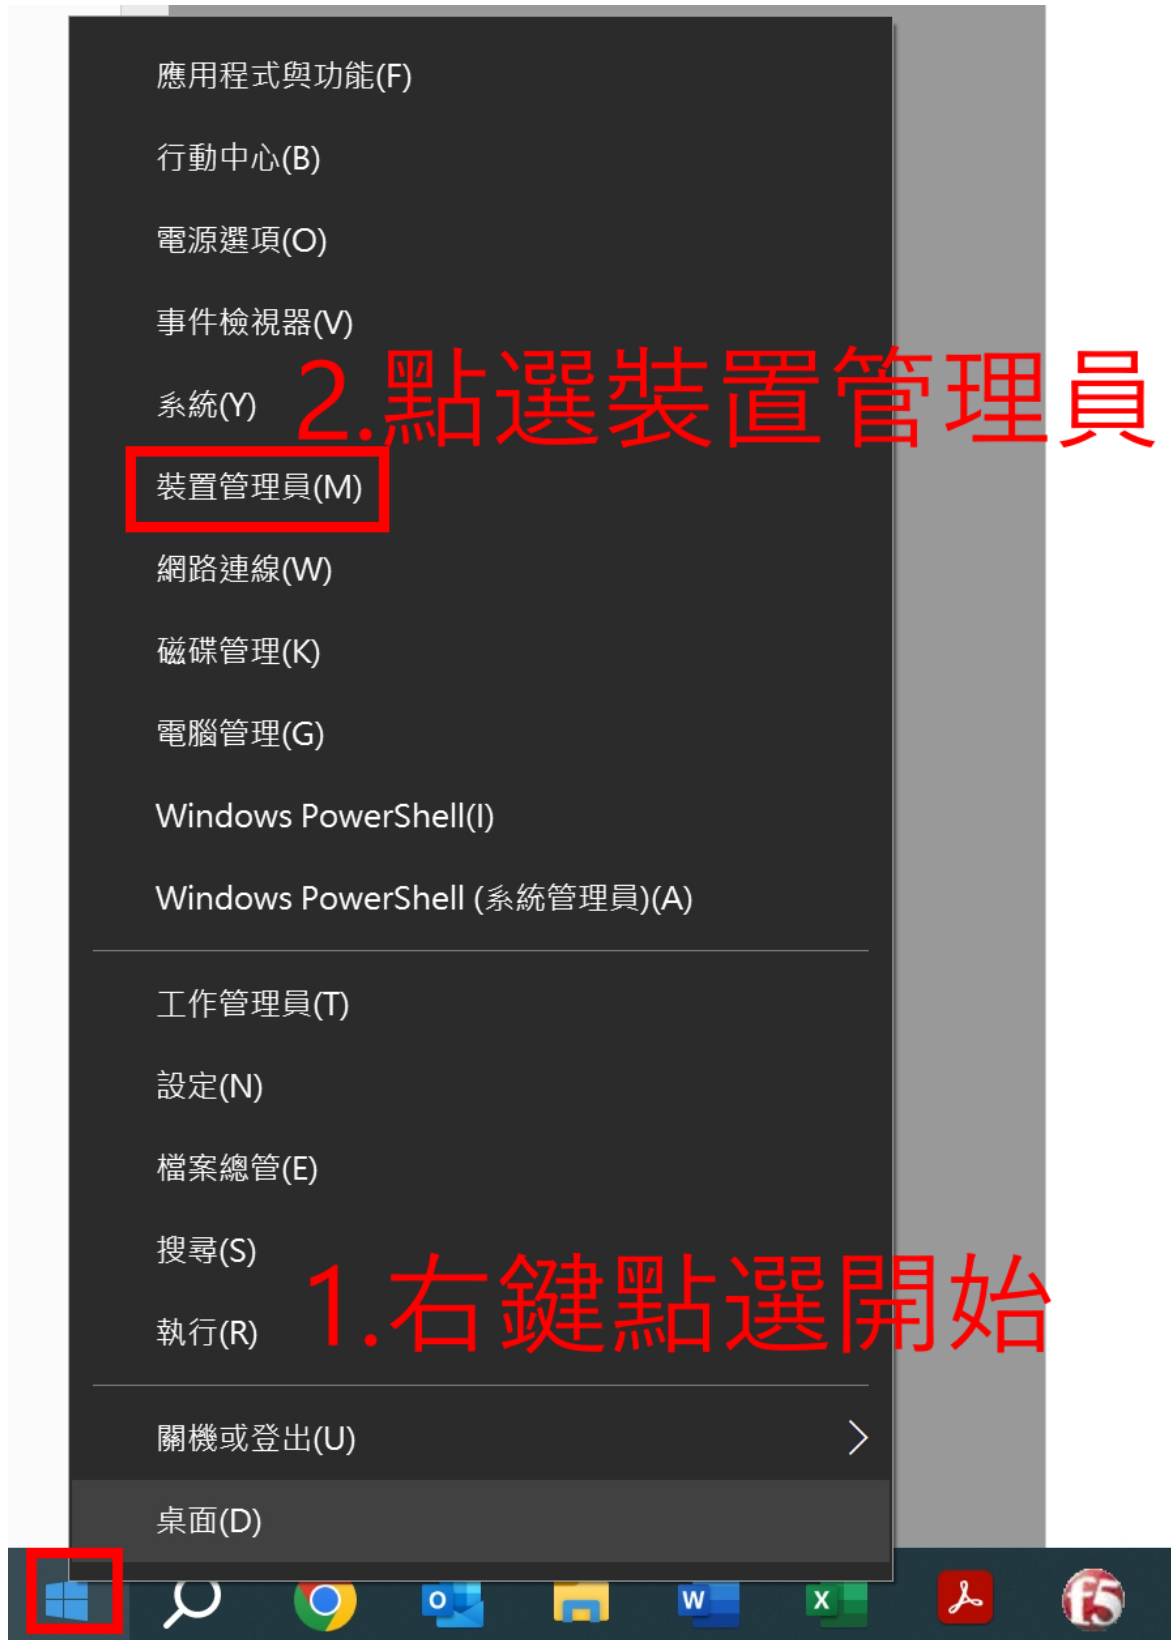 應用程式與功能(F)
行動中心(B)
電源選項(O)
事件檢視器(V)
系統(Y)
2.點選裝置管理員
裝置管理員(M)
網路連線(W)
磁碟管理(K)
電腦管理(G)
Windows PowerShell(I)
Windows PowerShell (系統管理員)(A)
工作管理員(T)
設定(N)
檔案總管(E)
搜尋(S)
1.右鍵點選開始
執行(R)
關機或登出(U)
桌面(D)
O
W
X
f5